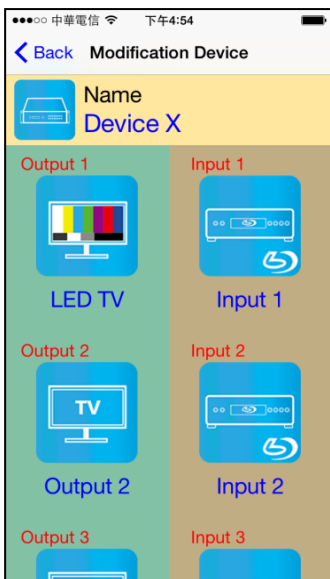 中華電信 下午4:54
Back Modification Device
Name
Device X
Output 1 Input 1
LED TV Input 1
Output 2 Input 2
TV
Output 2 Input 2
Output 3 Input 3